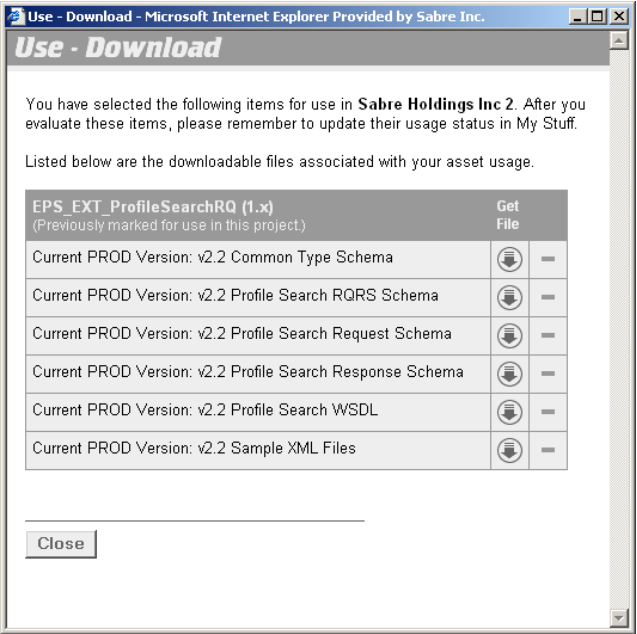 Use - Download - Microsoft Internet Explorer Provided by Sabre Inc.
Use - Download
You have selected the following items for use in Sabre Holdings Inc 2. After you
evaluate these items, please remember to update their usage status in My Stuff.
Listed below are the downloadable files associated with your asset usage.
EPS_EXT_ProfileSearchRQ (1.x)
(Previously marked for use in this project.)
Get
File
Current PROD Version: v2.2 Common Type Schema
Current PROD Version: v2.2 Profile Search RQRS Schema
Current PROD Version: v2.2 Profile Search Request Schema
Current PROD Version: v2.2 Profile Search Response Schema
Current PROD Version: v2.2 Profile Search WSDL
Current PROD Version: v2.2 Sample XML Files
Close